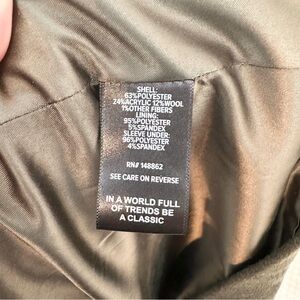 SHELL:
63%POLYESTER
24%ACRYLIC 12%WOOL
1%OTHER FIBERS
LINING:
95%POLYESTER
5%SPANDEX
SLEEVE UNDER:
96%POLYESTER
4%SPANDEX
RN# 148862
SEE CARE ON REVERSE
IN A WORLD FULL
OF TRENDS BE
A CLASSIC